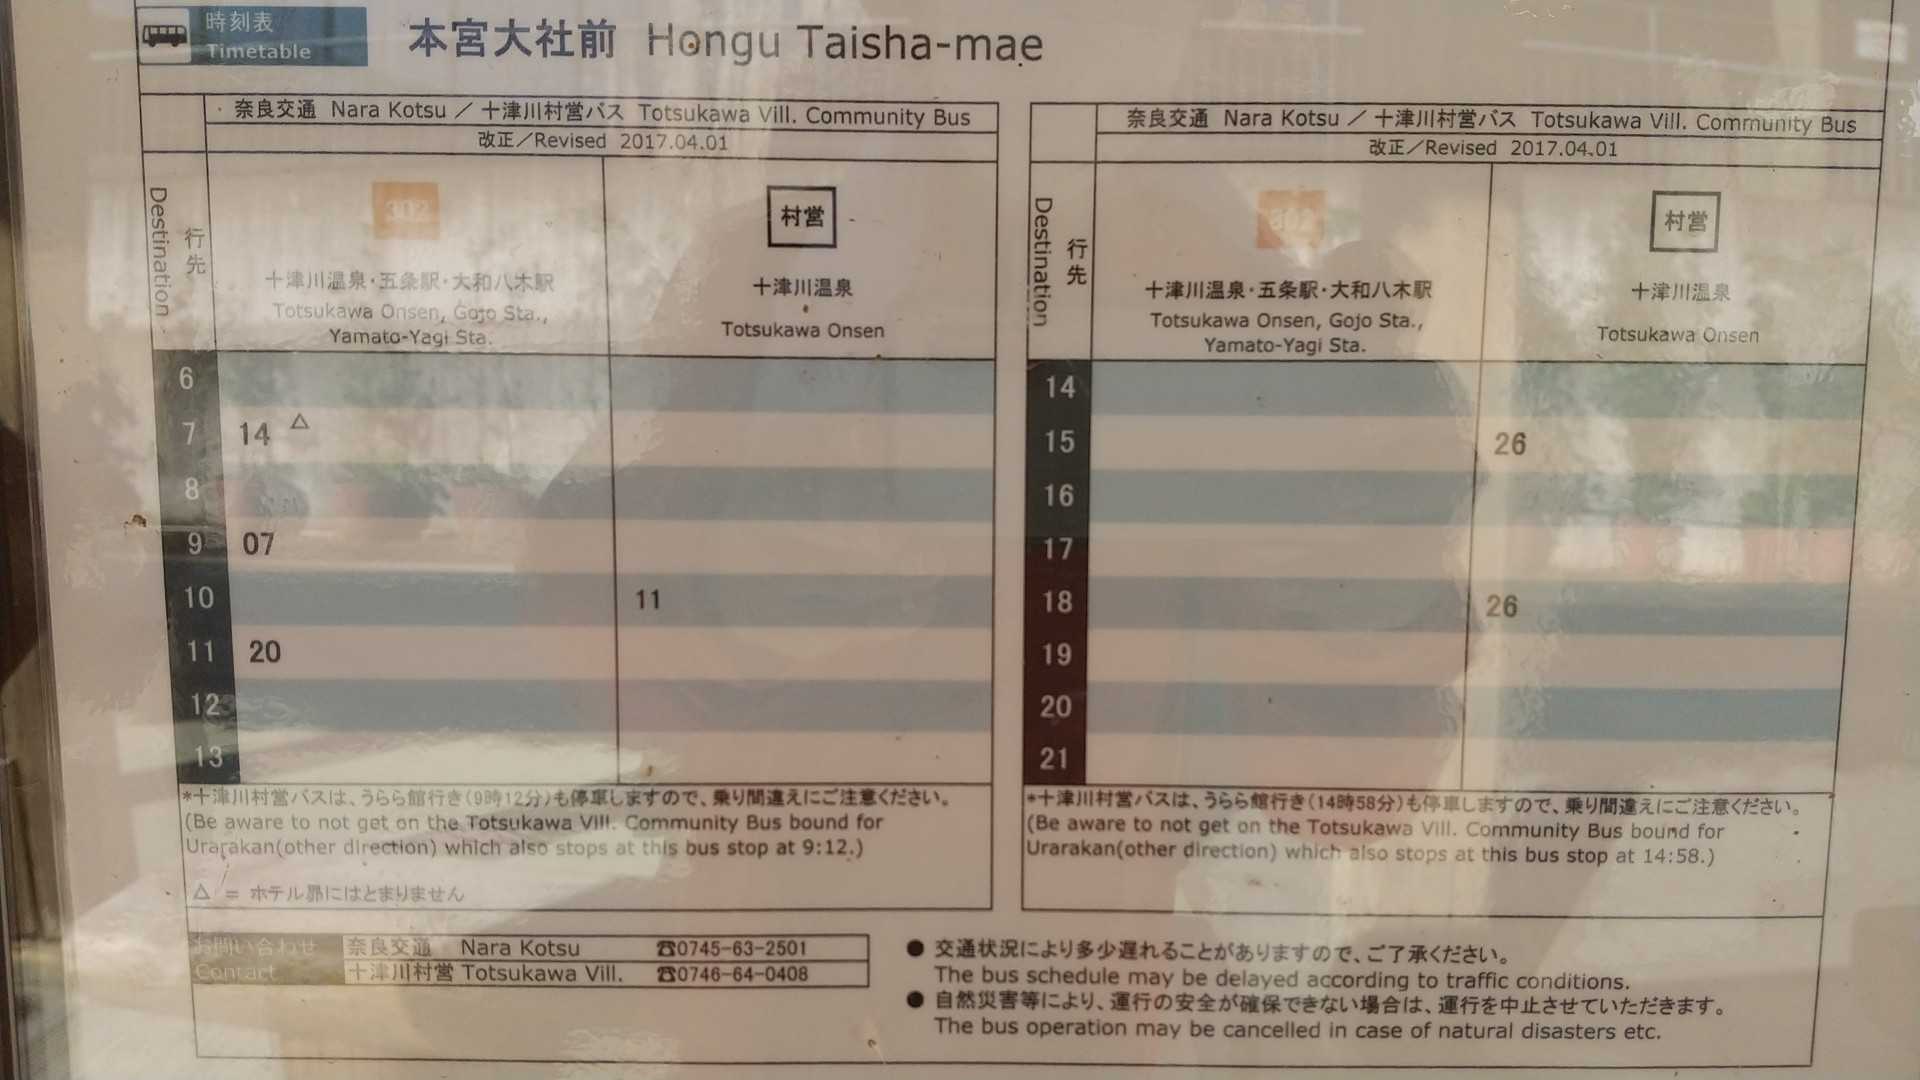 時刻表
Timetable
本宮大社前 Hongu Taisha-mae
奈良交通 Nara Kotsu ／ 十津川村営バス Totsukawa Vill. Community Bus
改正／Revised 2017.04.01
Destination 行先
302
十津川温泉・五条駅・大和八木駅
Totsukawa Onsen, Gojo Sta.,
Yamato-Yagi Sta.
村営
十津川温泉
Totsukawa Onsen
6
7 14 △
8
9 07
10 11
11 20
12
13
*十津川村営バスは、うらら館行き(9時12分)も停車しますので、乗り間違えにご注意ください。
(Be aware to not get on the Totsukawa Vill. Community Bus bound for
Urarakan(other direction) which also stops at this bus stop at 9:12.)
△ = ホテル昴にはとまりません
奈良交通 Nara Kotsu ／ 十津川村営バス Totsukawa Vill. Community Bus
改正／Revised 2017.04.01
Destination 行先
302
十津川温泉・五条駅・大和八木駅
Totsukawa Onsen, Gojo Sta.,
Yamato-Yagi Sta.
村営
十津川温泉
Totsukawa Onsen
14
15 26
16
17
18 26
19
20
21
*十津川村営バスは、うらら館行き(14時58分)も停車しますので、乗り間違えにご注意ください。
(Be aware to not get on the Totsukawa Vill. Community Bus bound for
Urarakan(other direction) which also stops at this bus stop at 14:58.)
お問い合わせ
Contact
奈良交通 Nara Kotsu ☎0745-63-2501
十津川村営 Totsukawa Vill. ☎0746-64-0408
● 交通状況により多少遅れることがありますので、ご了承ください。
The bus schedule may be delayed according to traffic conditions.
● 自然災害等により、運行の安全が確保できない場合は、運行を中止させていただきます。
The bus operation may be cancelled in case of natural disasters etc.